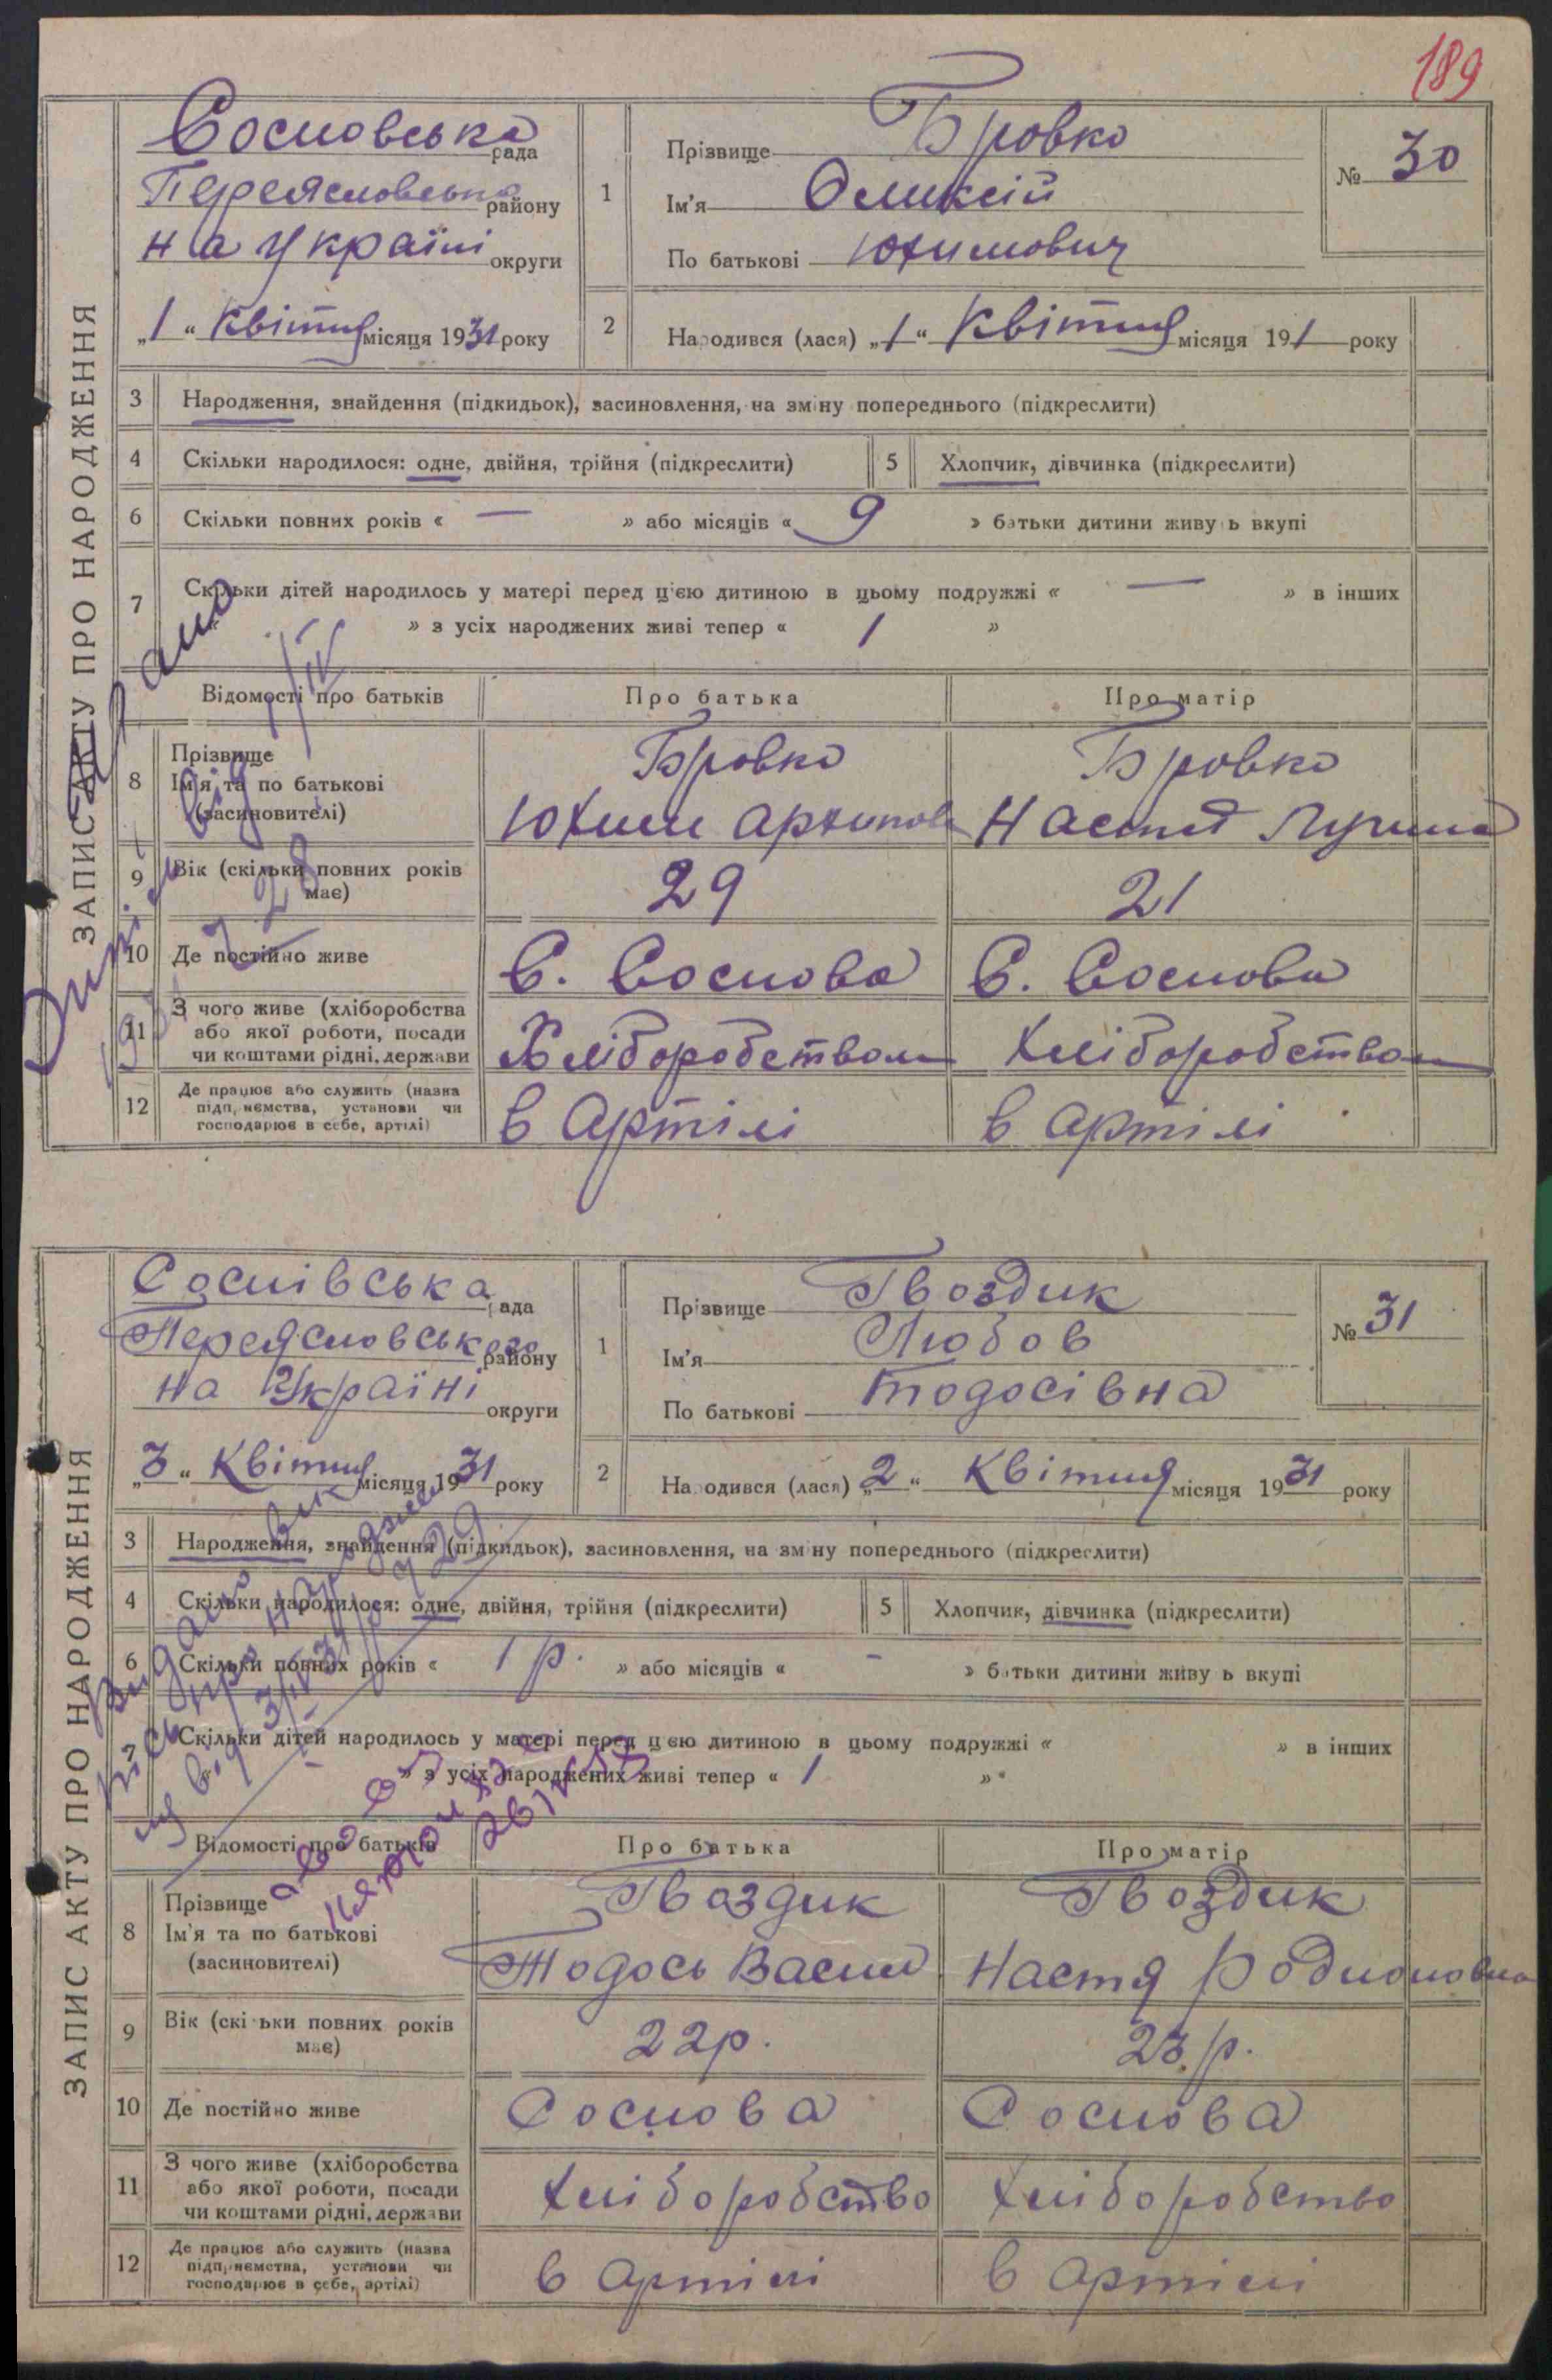 189
ЗАПИС АКТУ ПРО НАРОДЖЕННЯ
Сосновська рада
Переясловська району
на Україні округи
„1“ Квітня місяця 1931 року
1
Прізвище Бровко
Ім'я Оликсій
По батькові Юхимович
№ 30
2
Народився (лася) „1“ Квітня місяця 191 року
3 Народження, знайдення (підкидьок), засиновлення, на зміну попереднього (підкреслити)
4 Скільки народилося: одне, двійня, трійня (підкреслити) 5 Хлопчик, дівчинка (підкреслити)
6 Скільки повних років « — » або місяців « 9 » батьки дитини живуть вкупі
7 Скільки дітей народилось у матері перед цією дитиною в цьому подружжі « — » в інших
» з усіх народжених живі тепер « 1 »
Відомості про батьків Про батька Про матір
8 Прізвище Ім'я та по батькові (засиновителі)
Бровко Бровко
Юхим Архипов Настя Лук
9 Вік (скільки повних років має) 29 21
10 Де постійно живе С. Соснова С. Соснова
11 З чого живе (хліборобства або якої роботи, посади чи коштами рідні, держави
Хліборобством Хліборобством
12 Де працює або служить (назва підприємства, установи чи господарює в себе, артілі)
в Артілі в артілі
ЗАПИС АКТУ ПРО НАРОДЖЕННЯ
Соснівська рада
Переясловського району
на Україні округи
„3“ Квітня місяця 1931 року
1
Прізвище Гвоздик
Ім'я Любов
По батькові Тодосівна
№ 31
2
Народився (лася) „2“ Квітня місяця 1931 року
3 Народження, знайдення (підкидьок), засиновлення, на зміну попереднього (підкреслити)
4 Скільки народилося: одне, двійня, трійня (підкреслити) 5 Хлопчик, дівчинка (підкреслити)
6 Скільки повних років « 1 р. » або місяців « - » батьки дитини живуть вкупі
7 Скільки дітей народилось у матері перед цією дитиною в цьому подружжі « » в інших
» з усіх народжених живі тепер « 1 »
Відомості про батьків Про батька Про матір
8 Прізвище Ім'я та по батькові (засиновителі)
Гвоздик Гвоздик
Тодось Васил Настя Родионовна
9 Вік (скільки повних років має) 22р. 23 р.
10 Де постійно живе Соснова Соснова
11 З чого живе (хліборобства або якої роботи, посади чи коштами рідні, держави
хліборобство хліборобство
12 Де працює або служить (назва підприємства, установи чи господарює в себе, артілі)
в артілі в артілі